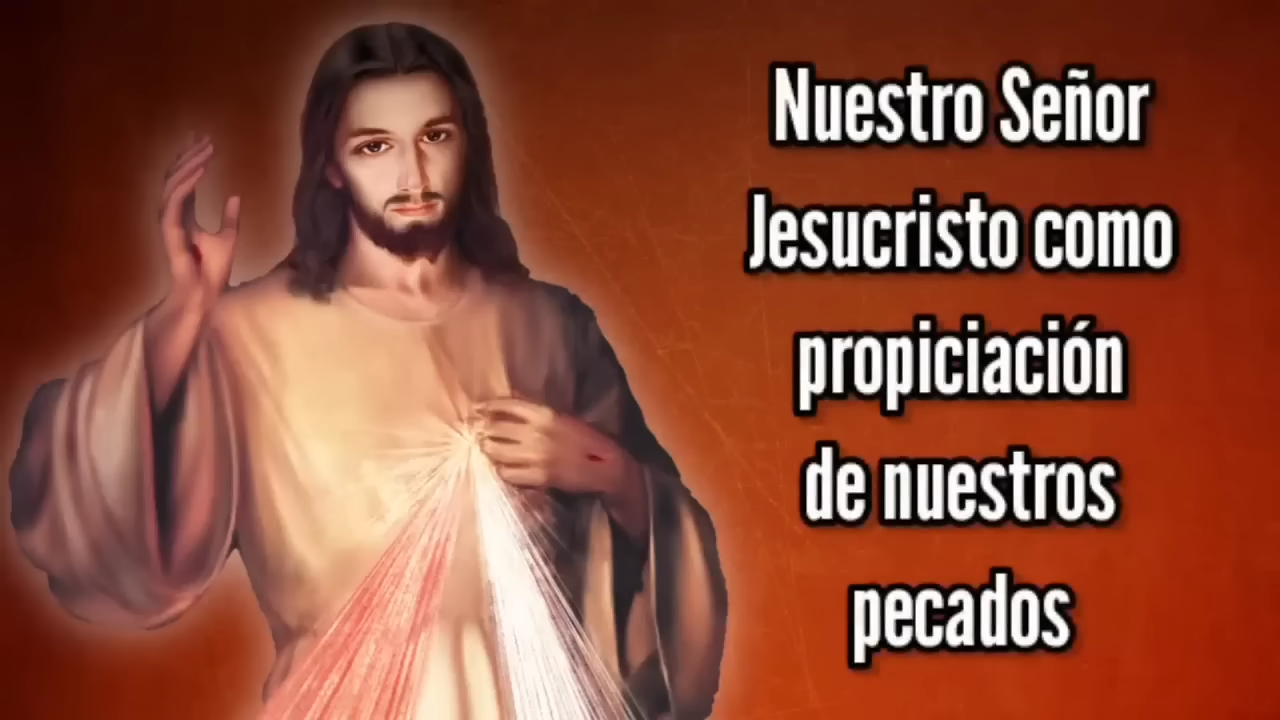 Nuestro Señor
Jesucristo como
propiciación
de nuestros
pecados